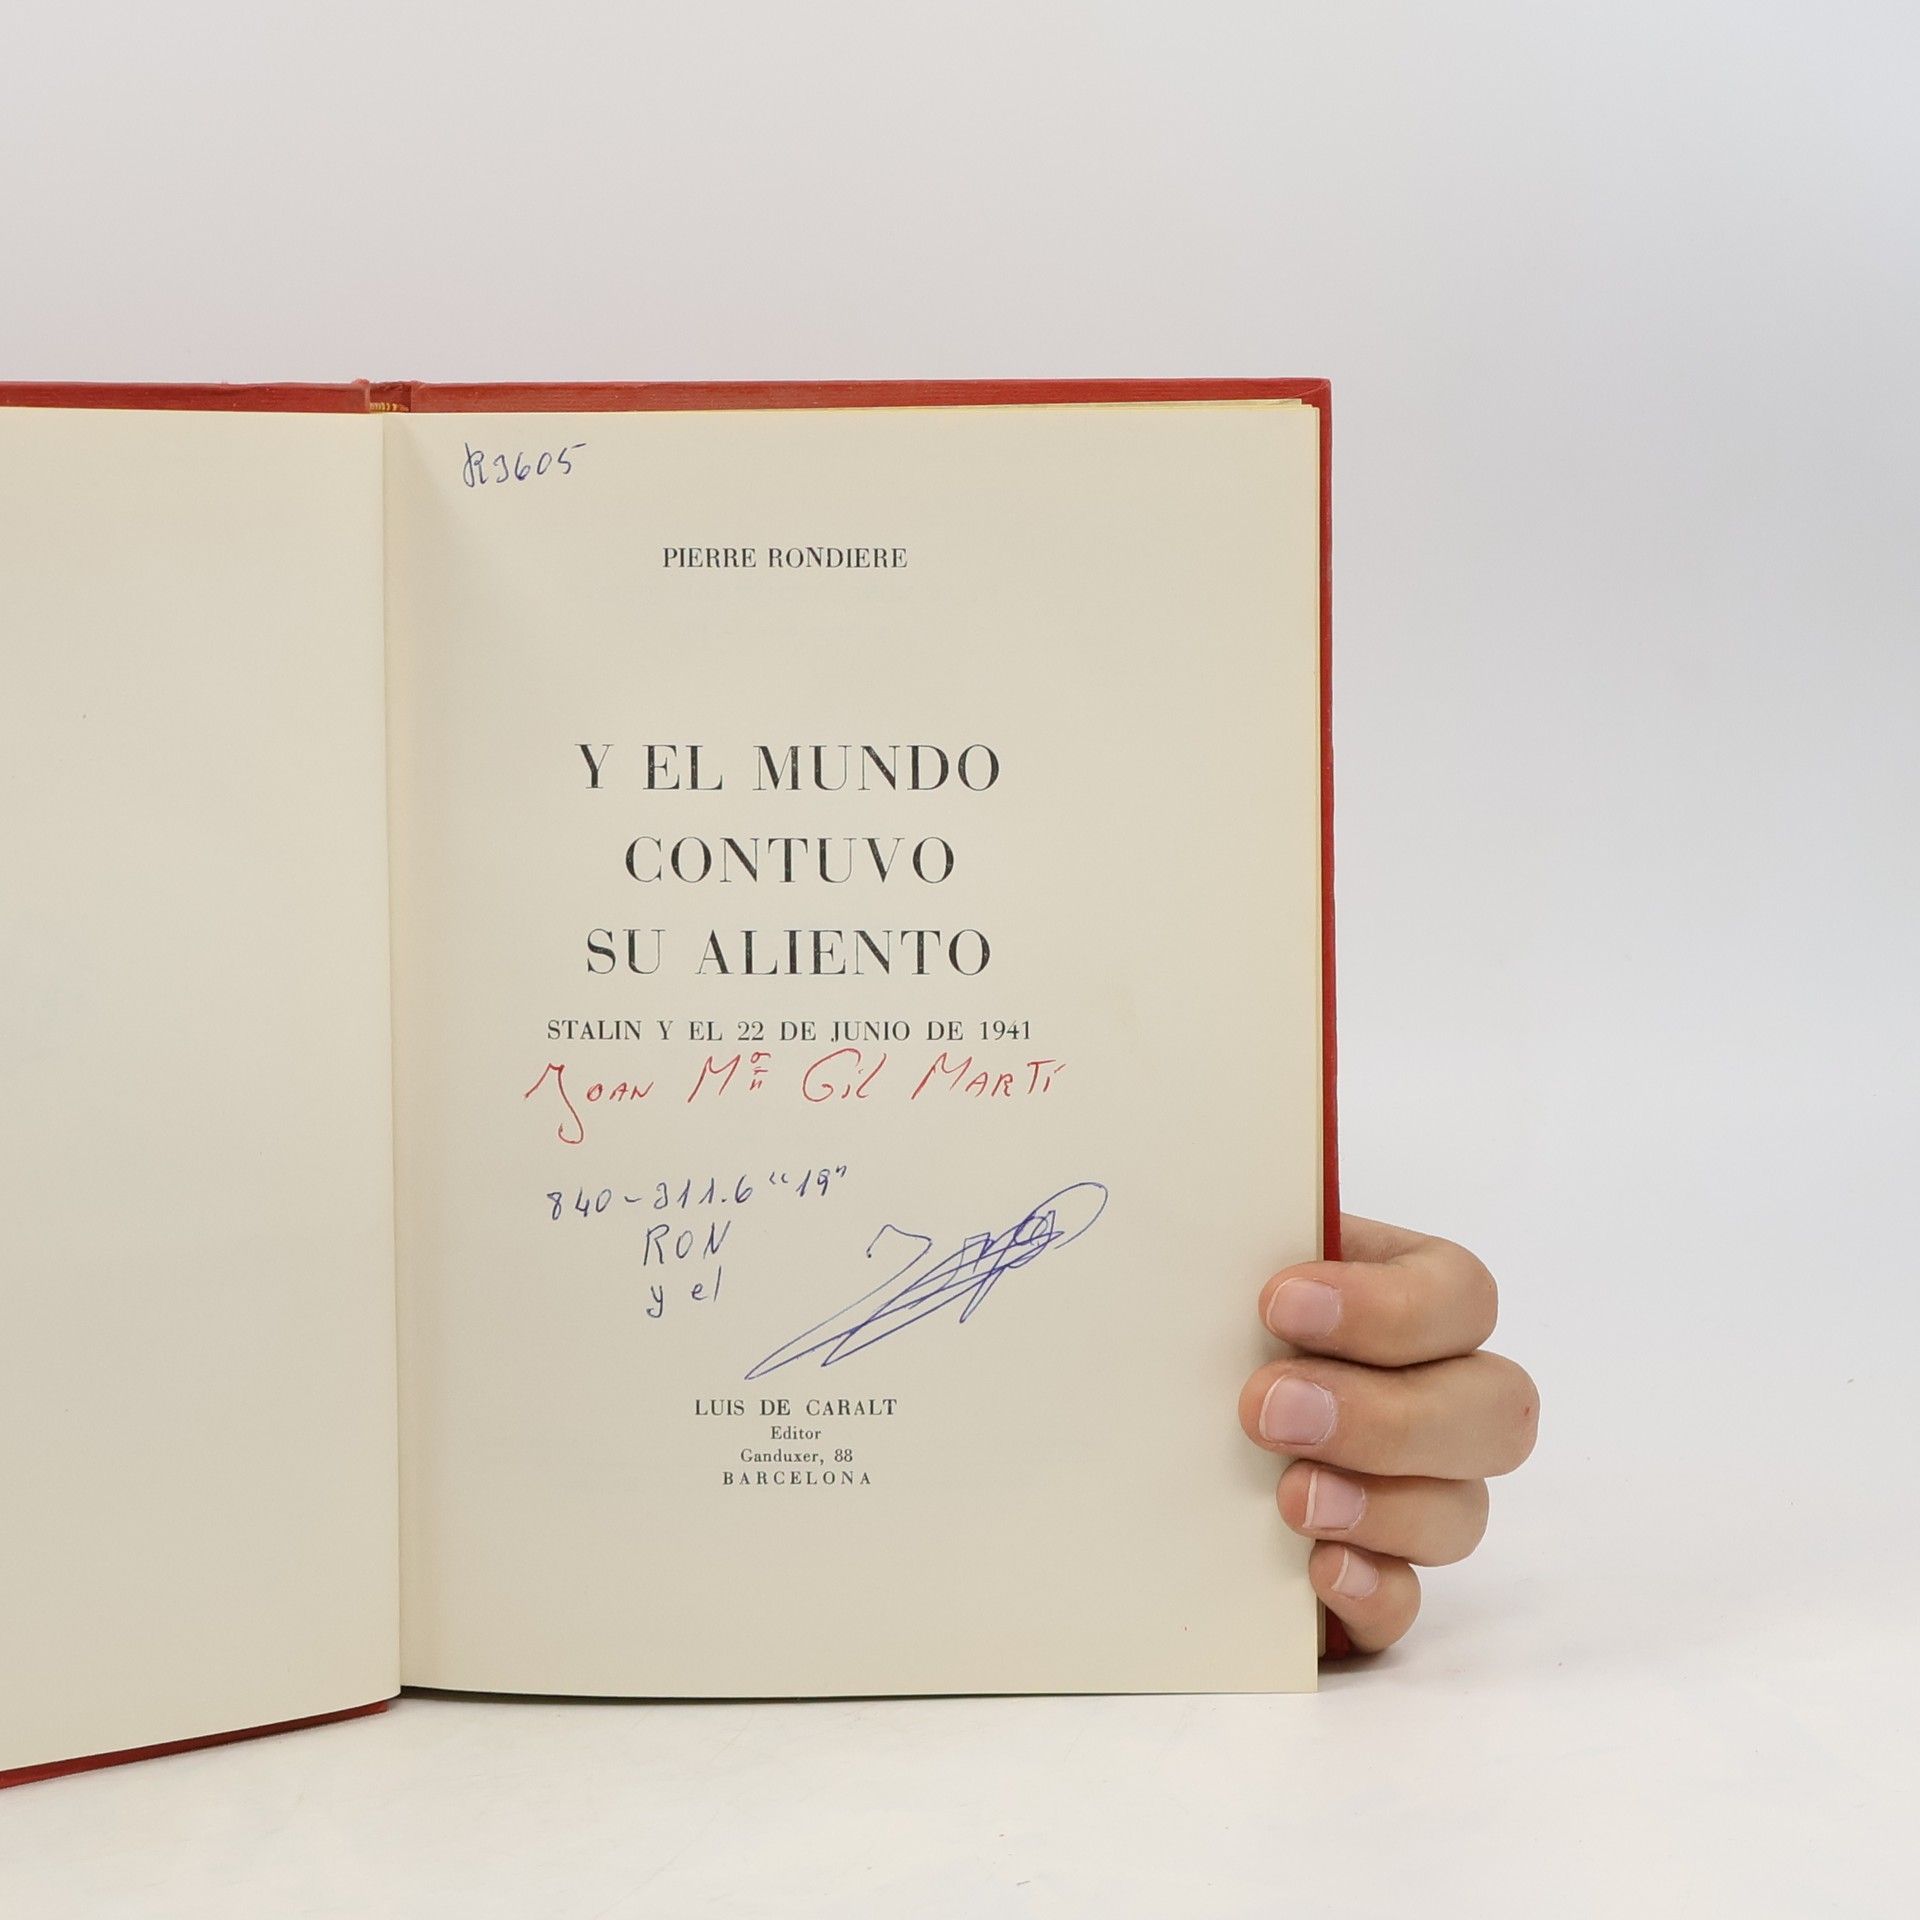 R3605
PIERRE RONDIERE
Y EL MUNDO
CONTUVO
SU ALIENTO
STALIN Y EL 22 DE JUNIO DE 1941
JOAN Mª Gil MARTÍ
840-311.6 "19"
RON
y el
LUIS DE CARALT
Editor
Ganduxer, 88
BARCELONA